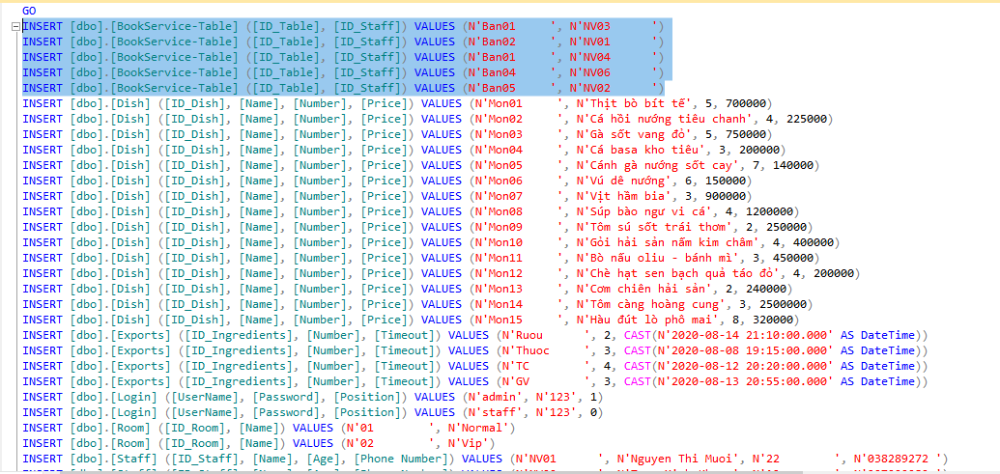 GO
INSERT [dbo].[BookService-Table] ([ID_Table], [ID_Staff]) VALUES (N'Ban01     ', N'NV03      ')
INSERT [dbo].[BookService-Table] ([ID_Table], [ID_Staff]) VALUES (N'Ban02     ', N'NV01      ')
INSERT [dbo].[BookService-Table] ([ID_Table], [ID_Staff]) VALUES (N'Ban01     ', N'NV04      ')
INSERT [dbo].[BookService-Table] ([ID_Table], [ID_Staff]) VALUES (N'Ban04     ', N'NV06      ')
INSERT [dbo].[BookService-Table] ([ID_Table], [ID_Staff]) VALUES (N'Ban05     ', N'NV02      ')
INSERT [dbo].[Dish] ([ID_Dish], [Name], [Number], [Price]) VALUES (N'Mon01     ', N'Thịt bò bít tế', 5, 700000)
INSERT [dbo].[Dish] ([ID_Dish], [Name], [Number], [Price]) VALUES (N'Mon02     ', N'Cá hồi nướng tiêu chanh', 4, 225000)
INSERT [dbo].[Dish] ([ID_Dish], [Name], [Number], [Price]) VALUES (N'Mon03     ', N'Gà sốt vang đỏ', 5, 750000)
INSERT [dbo].[Dish] ([ID_Dish], [Name], [Number], [Price]) VALUES (N'Mon04     ', N'Cá basa kho tiêu', 3, 200000)
INSERT [dbo].[Dish] ([ID_Dish], [Name], [Number], [Price]) VALUES (N'Mon05     ', N'Cánh gà nướng sốt cay', 7, 140000)
INSERT [dbo].[Dish] ([ID_Dish], [Name], [Number], [Price]) VALUES (N'Mon06     ', N'Vú dê nướng', 6, 150000)
INSERT [dbo].[Dish] ([ID_Dish], [Name], [Number], [Price]) VALUES (N'Mon07     ', N'Vịt hầm bia', 3, 900000)
INSERT [dbo].[Dish] ([ID_Dish], [Name], [Number], [Price]) VALUES (N'Mon08     ', N'Súp bào ngư vi cá', 4, 1200000)
INSERT [dbo].[Dish] ([ID_Dish], [Name], [Number], [Price]) VALUES (N'Mon09     ', N'Tôm sú sốt trái thơm', 2, 250000)
INSERT [dbo].[Dish] ([ID_Dish], [Name], [Number], [Price]) VALUES (N'Mon10     ', N'Gỏi hải sản nấm kim châm', 4, 400000)
INSERT [dbo].[Dish] ([ID_Dish], [Name], [Number], [Price]) VALUES (N'Mon11     ', N'Bò nấu oliu - bánh mì', 3, 450000)
INSERT [dbo].[Dish] ([ID_Dish], [Name], [Number], [Price]) VALUES (N'Mon12     ', N'Chè hạt sen bạch quả táo đỏ', 4, 200000)
INSERT [dbo].[Dish] ([ID_Dish], [Name], [Number], [Price]) VALUES (N'Mon13     ', N'Cơm chiên hải sản', 2, 240000)
INSERT [dbo].[Dish] ([ID_Dish], [Name], [Number], [Price]) VALUES (N'Mon14     ', N'Tôm càng hoàng cung', 3, 2500000)
INSERT [dbo].[Dish] ([ID_Dish], [Name], [Number], [Price]) VALUES (N'Mon15     ', N'Hàu đút lò phô mai', 8, 320000)
INSERT [dbo].[Exports] ([ID_Ingredients], [Number], [Timeout]) VALUES (N'Ruou      ', 2, CAST(N'2020-08-14 21:10:00.000' AS DateTime))
INSERT [dbo].[Exports] ([ID_Ingredients], [Number], [Timeout]) VALUES (N'Thuoc     ', 3, CAST(N'2020-08-08 19:15:00.000' AS DateTime))
INSERT [dbo].[Exports] ([ID_Ingredients], [Number], [Timeout]) VALUES (N'TC        ', 4, CAST(N'2020-08-12 20:20:00.000' AS DateTime))
INSERT [dbo].[Exports] ([ID_Ingredients], [Number], [Timeout]) VALUES (N'GV        ', 3, CAST(N'2020-08-13 20:55:00.000' AS DateTime))
INSERT [dbo].[Login] ([UserName], [Password], [Position]) VALUES (N'admin', N'123', 1)
INSERT [dbo].[Login] ([UserName], [Password], [Position]) VALUES (N'staff', N'123', 0)
INSERT [dbo].[Room] ([ID_Room], [Name]) VALUES (N'01        ', N'Normal')
INSERT [dbo].[Room] ([ID_Room], [Name]) VALUES (N'02        ', N'Vip')
INSERT [dbo].[Staff] ([ID_Staff], [Name], [Age], [Phone Number]) VALUES (N'NV01      ', N'Nguyen Thi Muoi', N'22        ', N'038289272 ')